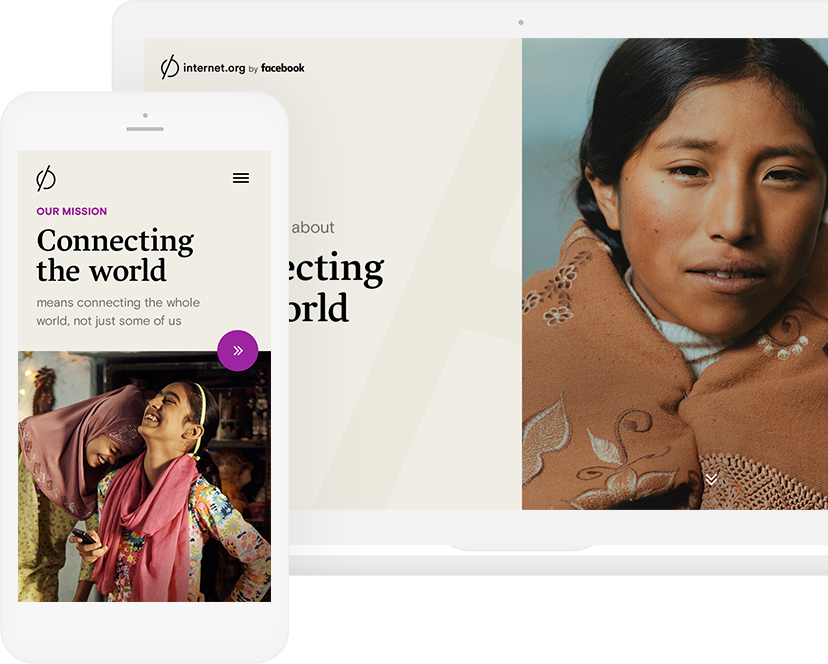 internet.org by facebook
about
ecting
orld
OUR MISSION
Connecting
the world
means connecting the whole
world, not just some of us